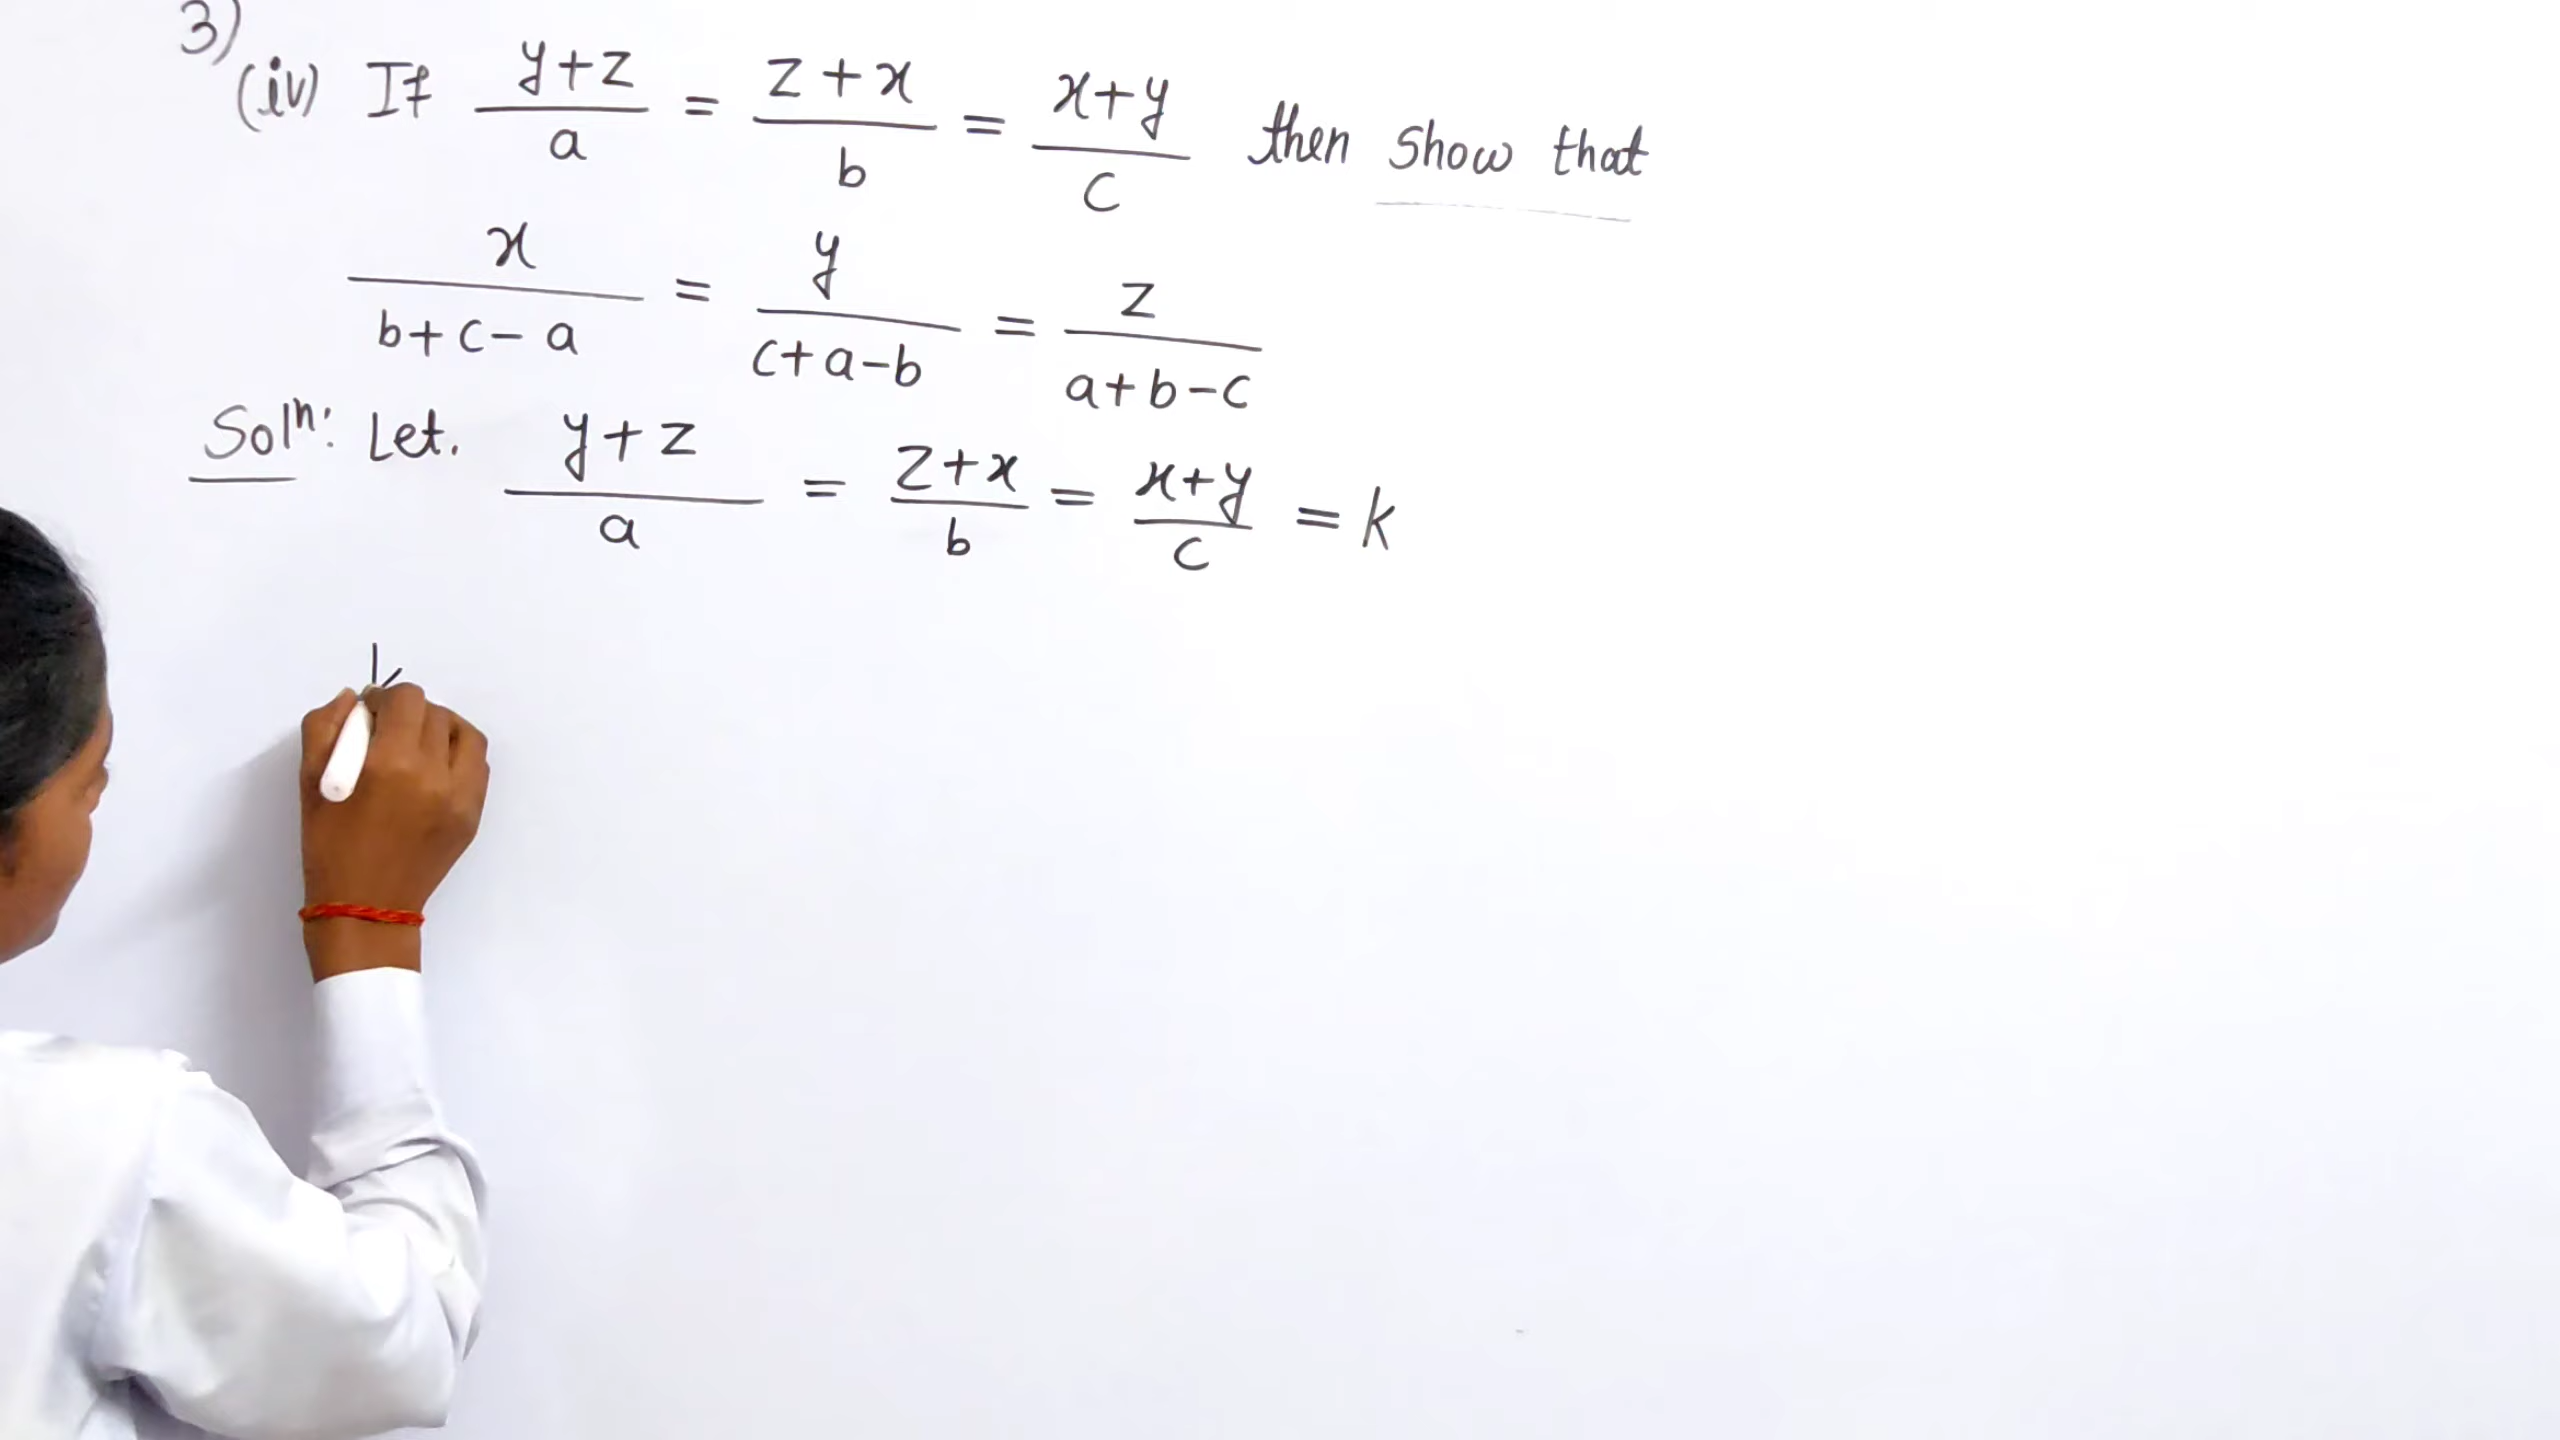 3)
(iv) If y+z/a = z+x/b = x+y/c then show that
x/b+c-a = y/c+a-b = z/a+b-c
Solⁿ: Let. y+z/a = z+x/b = x+y/c = k
k